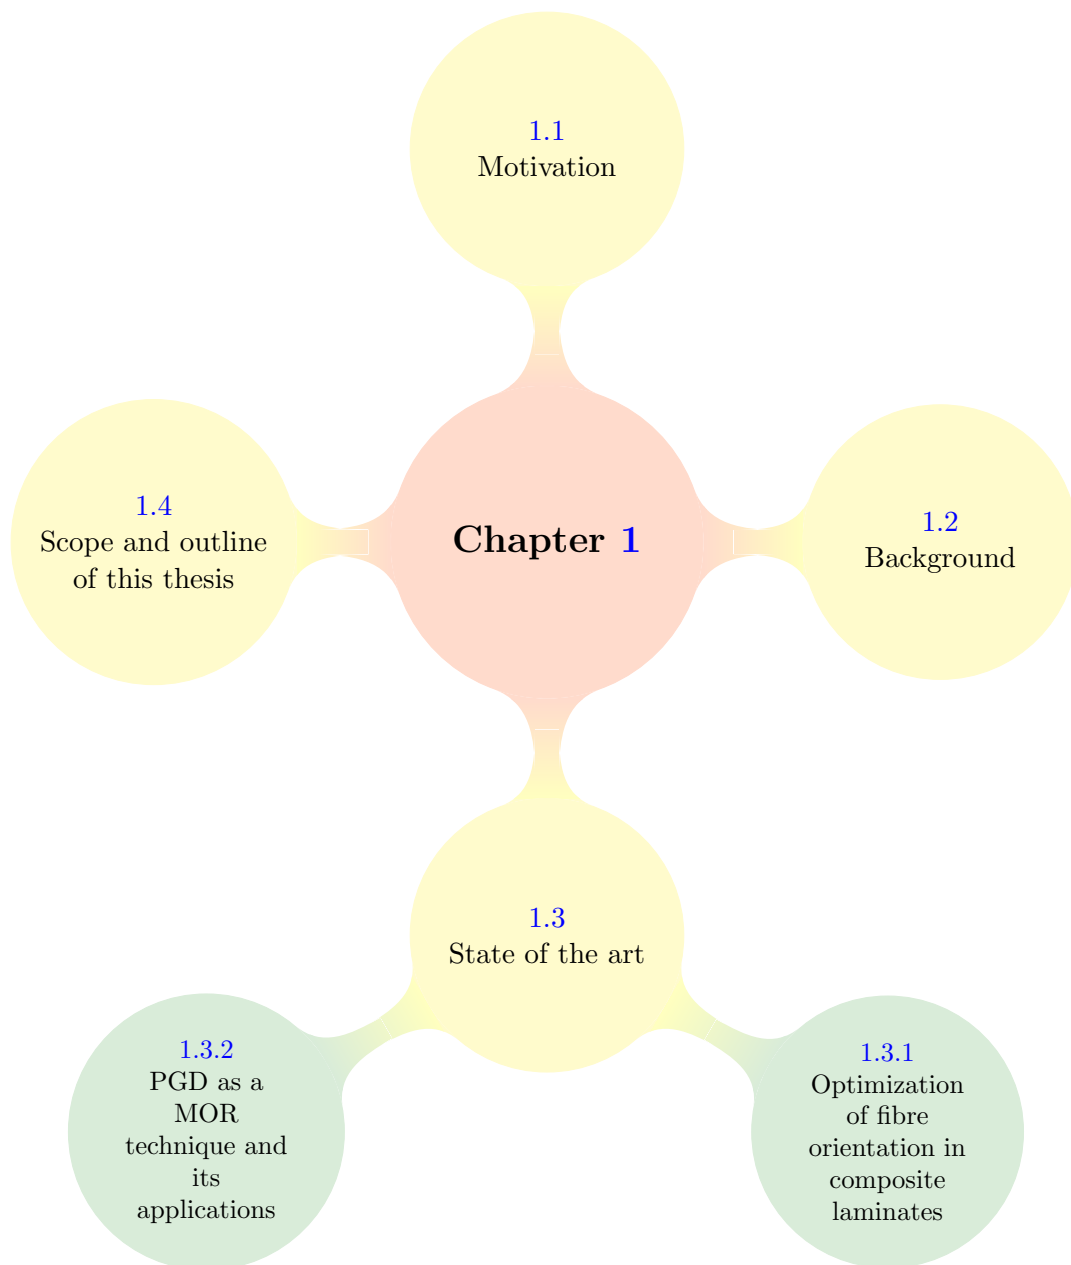 1.1
Motivation
1.4
Scope and outline
of this thesis
Chapter 1
1.2
Background
1.3
State of the art
1.3.2
PGD as a
MOR
technique and
its
applications
1.3.1
Optimization
of fibre
orientation in
composite
laminates